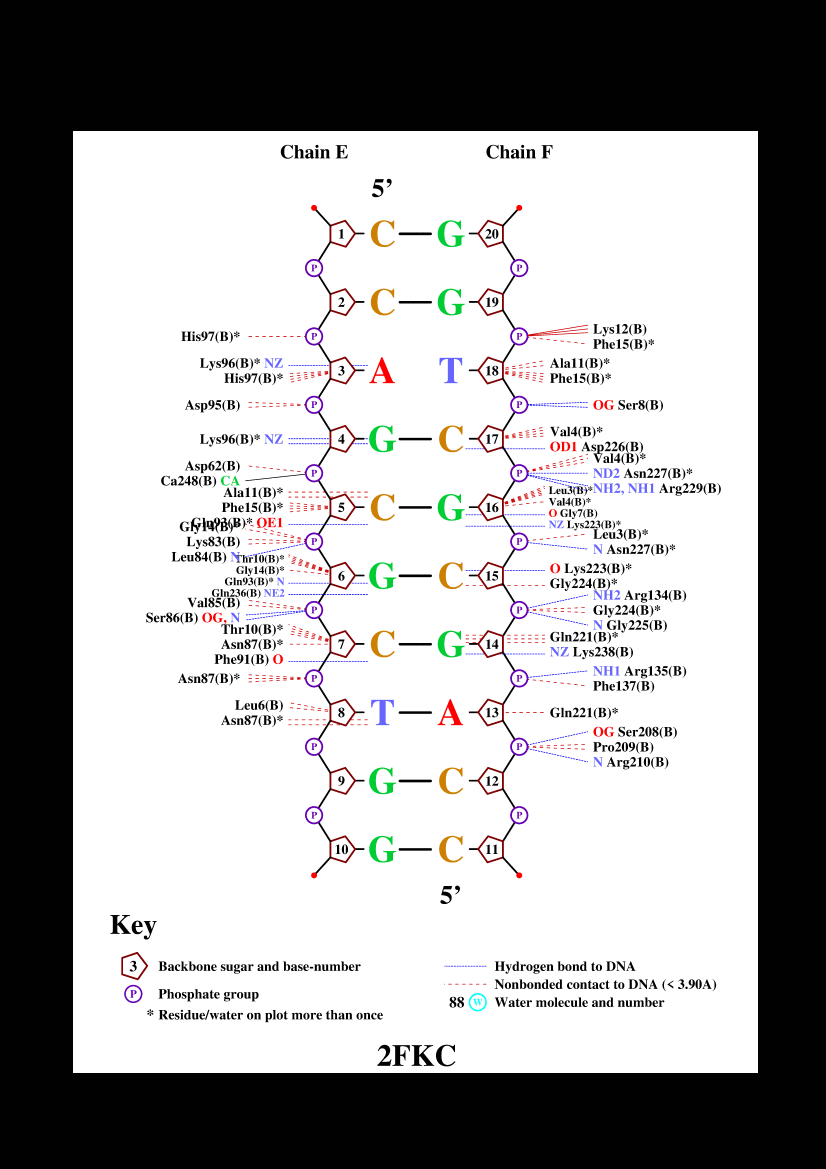 Chain E Chain F
5’
1 C G 20
P P
2 C G 19
His97(B)* P P Lys12(B)
Phe15(B)*
Lys96(B)* NZ
His97(B)* 3 A T 18 Ala11(B)*
Phe15(B)*
Asp95(B) P P OG Ser8(B)
Lys96(B)* NZ 4 G C 17 Val4(B)*
OD1 Asp226(B)
Asp62(B) P P Val4(B)*
Ca248(B) CA ND2 Asn227(B)*
NH2, NH1 Arg229(B)
Ala11(B)* Leu3(B)*
Phe15(B)* 5 C G 16 Val4(B)*
Gln93(B)* OE1 O Gly7(B)
NZ Lys223(B)*
Gly14(B)*
Lys83(B) P P Leu3(B)*
Leu84(B) N N Asn227(B)*
Thr10(B)*
Gly14(B)* 6 G C 15 O Lys223(B)*
Gln93(B)* N Gly224(B)*
Gln236(B) NE2
Val85(B) P P NH2 Arg134(B)
Ser86(B) OG, N Gly224(B)*
N Gly225(B)
Thr10(B)*
Asn87(B)* 7 C G 14 Gln221(B)*
Phe91(B) O NZ Lys238(B)
Asn87(B)* P P NH1 Arg135(B)
Phe137(B)
Leu6(B)
Asn87(B)* 8 T A 13 Gln221(B)*
P P OG Ser208(B)
Pro209(B)
N Arg210(B)
9 G C 12
P P
10 G C 11
5’
Key
3 Backbone sugar and base-number
P Phosphate group
* Residue/water on plot more than once
Hydrogen bond to DNA
Nonbonded contact to DNA (< 3.90A)
88 W Water molecule and number
2FKC